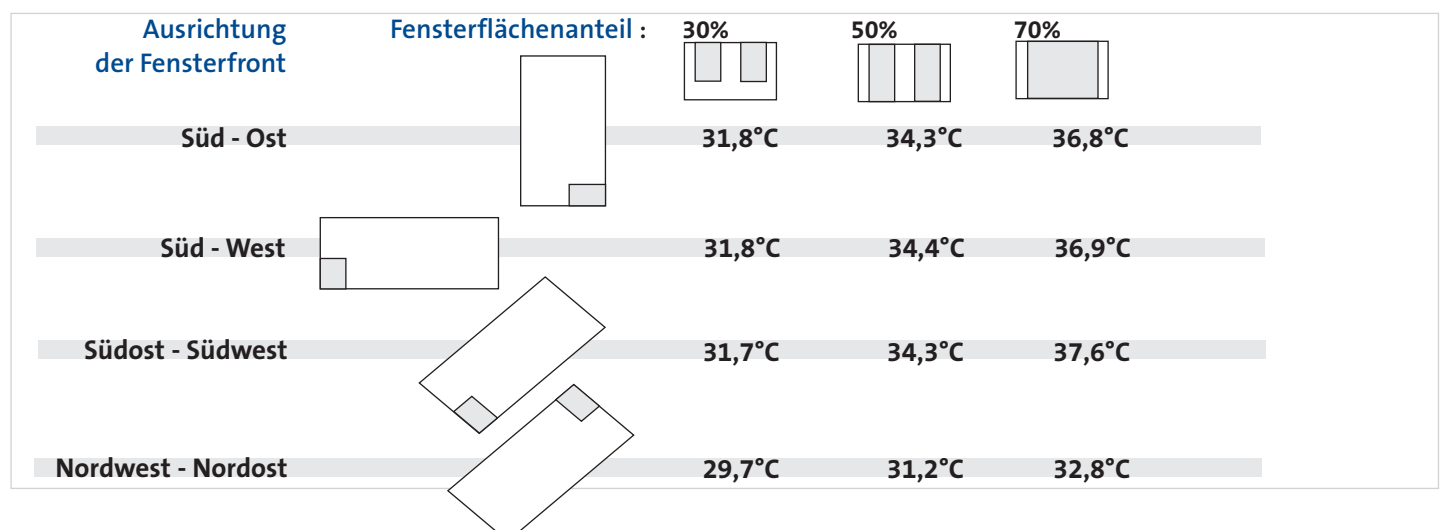 Ausrichtung
der Fensterfront
Fensterflächenanteil : 30% 50% 70%
Süd - Ost 31,8°C 34,3°C 36,8°C
Süd - West 31,8°C 34,4°C 36,9°C
Südost - Südwest 31,7°C 34,3°C 37,6°C
Nordwest - Nordost 29,7°C 31,2°C 32,8°C